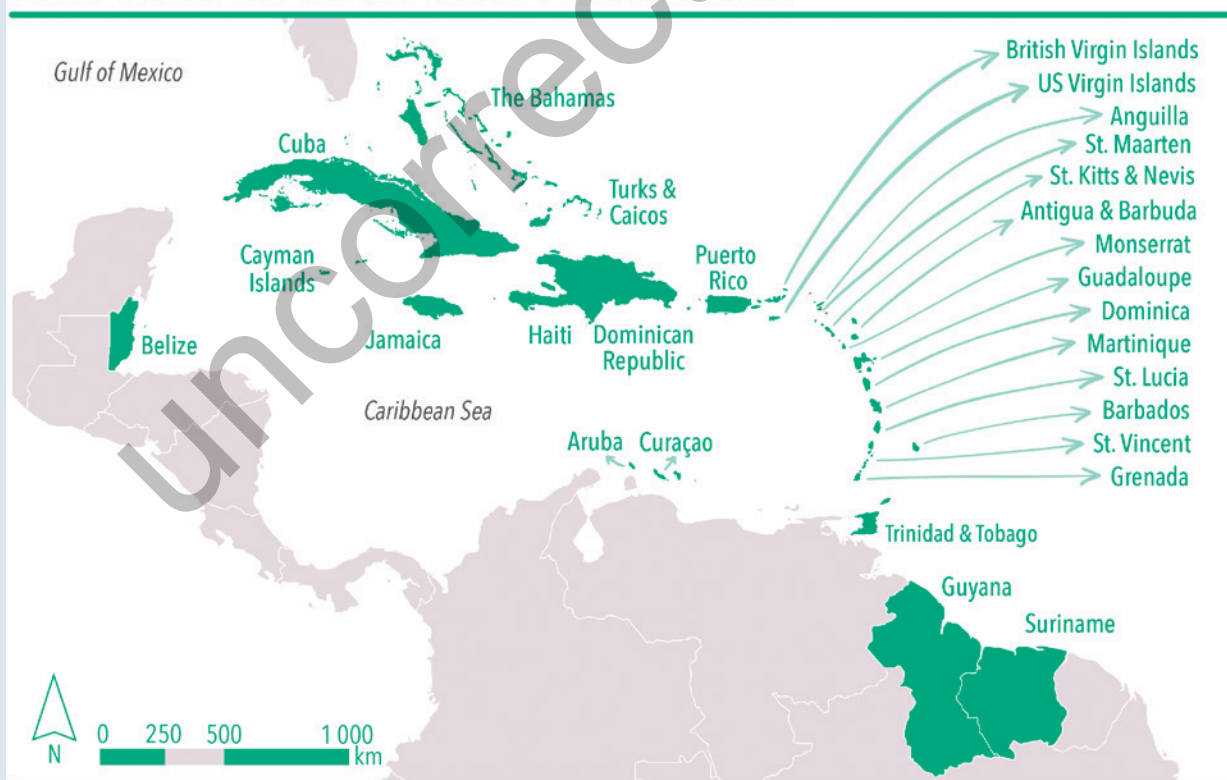 Gulf of Mexico
The Bahamas
Cuba
Turks &
Caicos
Cayman
Islands
Puerto
Rico
Jamaica
Haiti
Dominican
Republic
Belize
Caribbean Sea
Aruba
Curaçao
British Virgin Islands
US Virgin Islands
Anguilla
St. Maarten
St. Kitts & Nevis
Antigua & Barbuda
Monserrat
Guadaloupe
Dominica
Martinique
St. Lucia
Barbados
St. Vincent
Grenada
Trinidad & Tobago
Guyana
Suriname
N
0 250 500 1 000
km
uncorrec